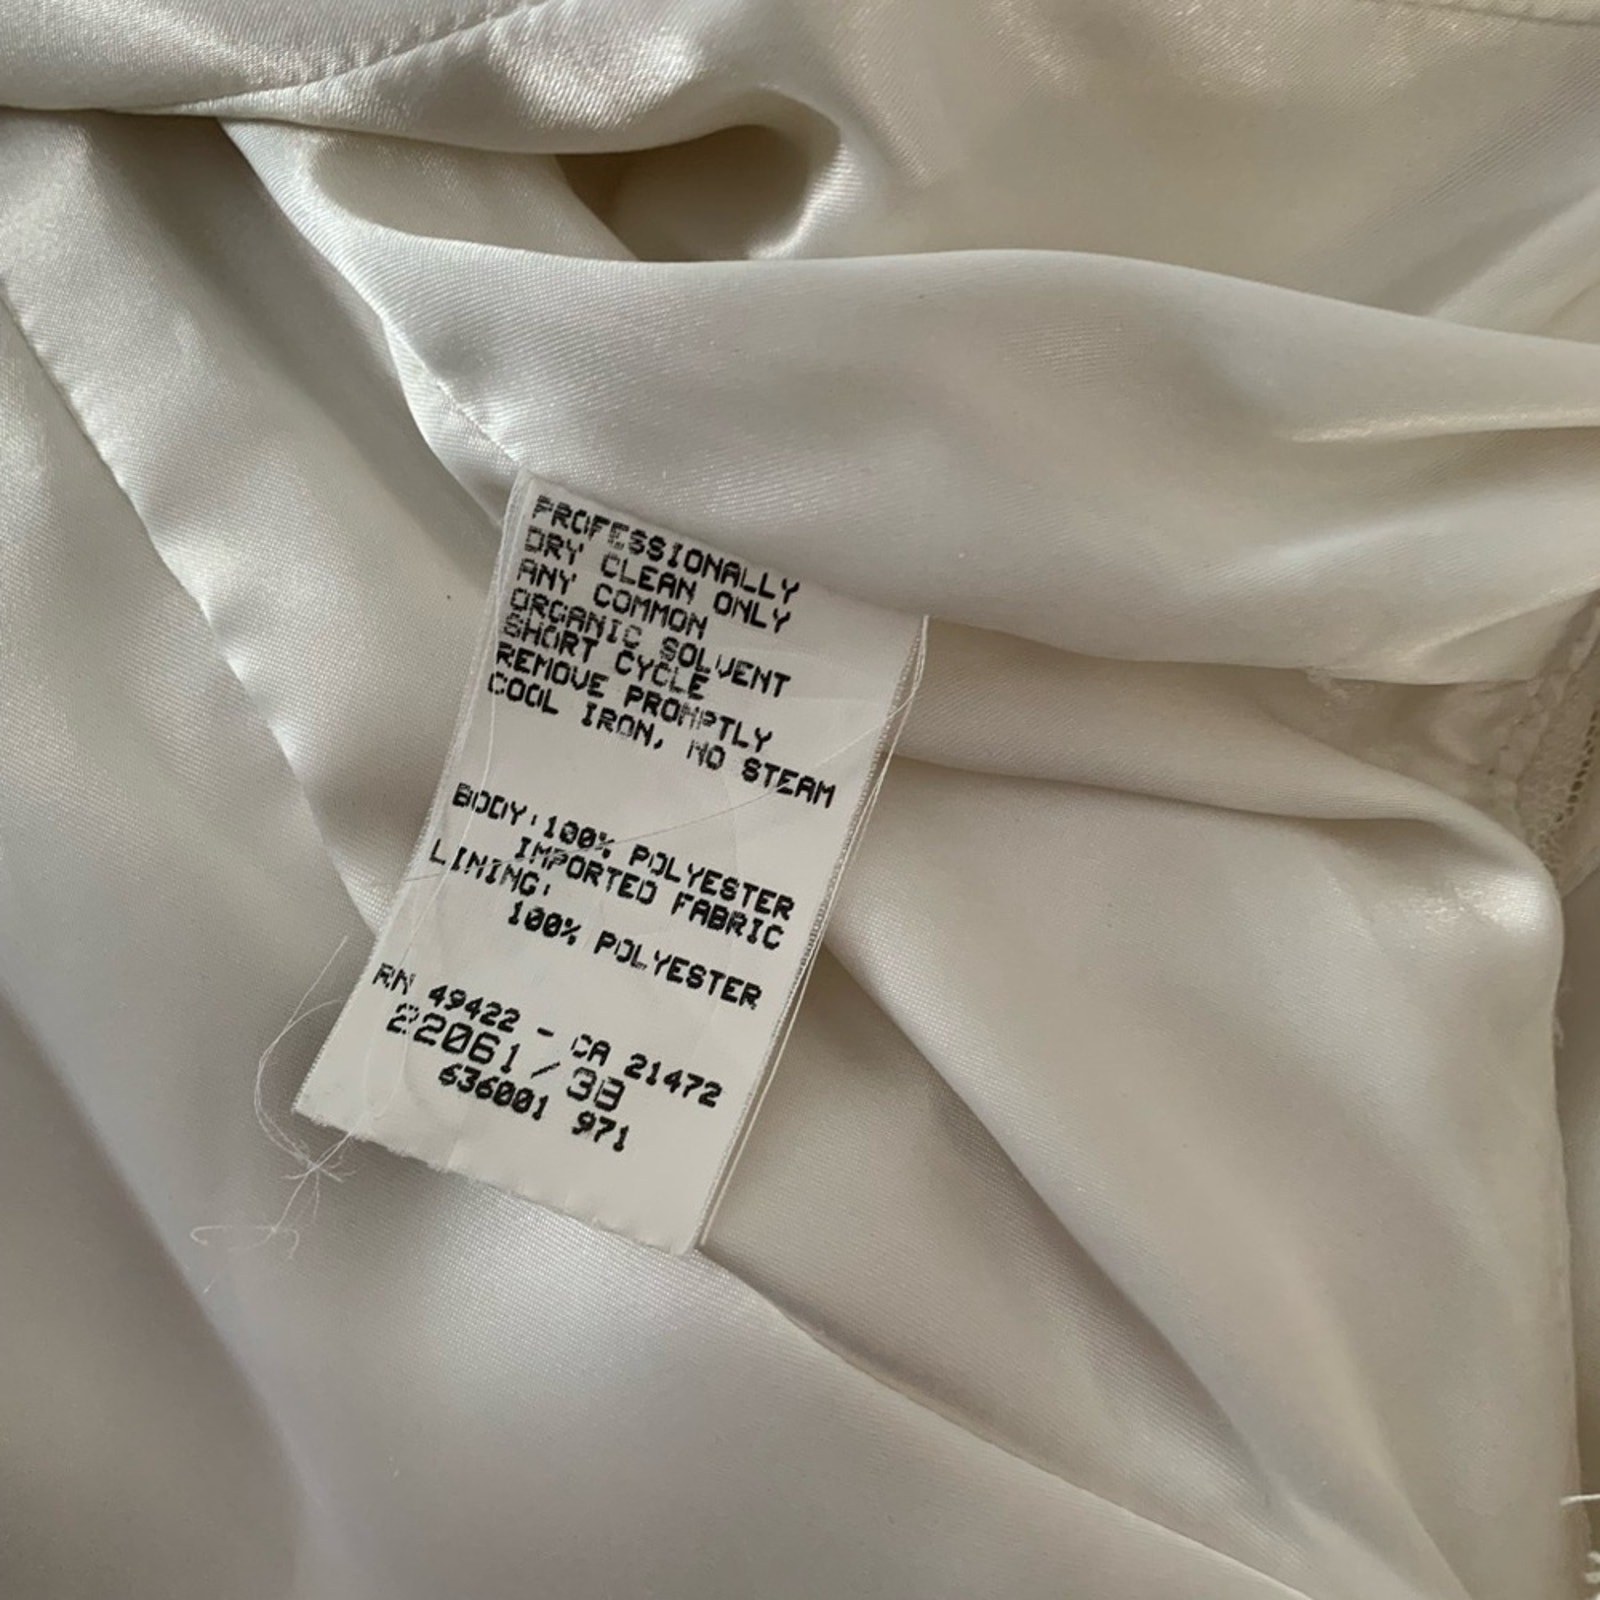 PROFESSIONALLY
DRY CLEAN ONLY
ANY COMMON
ORGANIC SOLVENT
SHORT CYCLE
REMOVE PROMPTLY
COOL IRON, NO STEAM
BODY:100% POLYESTER
IMPORTED FABRIC
LINING:
100% POLYESTER
RN 49422 - CA 21472
22061/38
636001 971